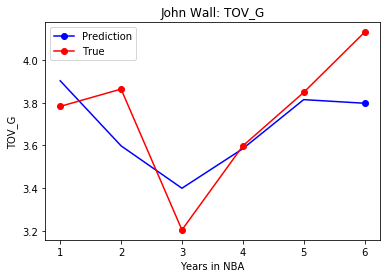 John Wall: TOV_G
Prediction
True
4.0
3.8
3.6
3.4
3.2
TOV_G
1 2 3 4 5 6
Years in NBA